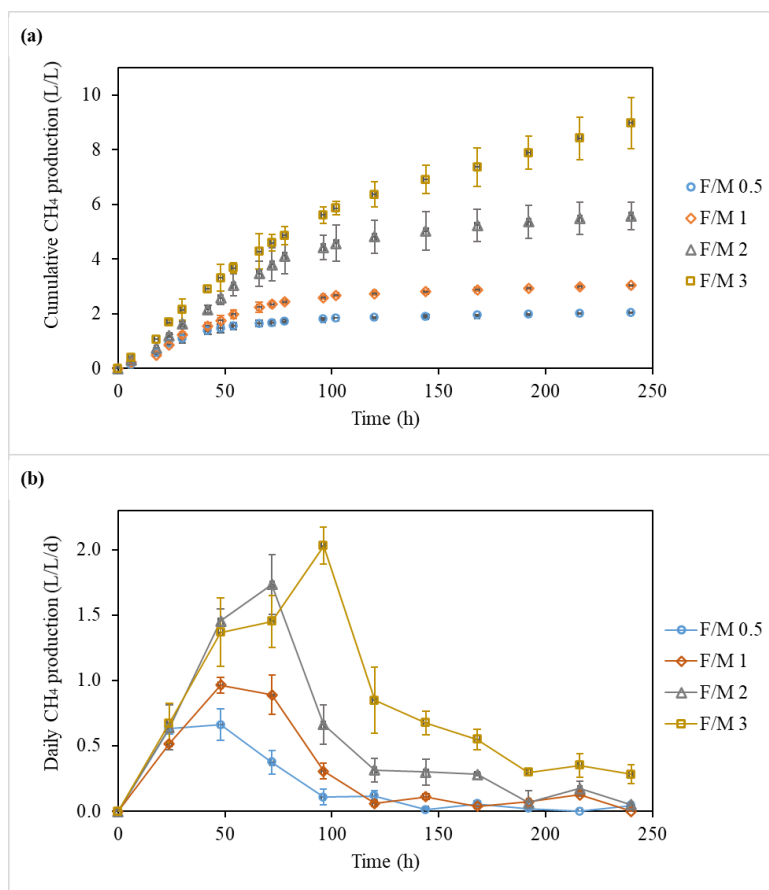 (a)
Cumulative CH₄ production (L/L)
10
8
6
4
2
0
0 50 100 150 200 250
Time (h)
F/M 0.5
F/M 1
F/M 2
F/M 3
(b)
Daily CH₄ production (L/L/d)
2.0
1.5
1.0
0.5
0.0
0 50 100 150 200 250
Time (h)
F/M 0.5
F/M 1
F/M 2
F/M 3